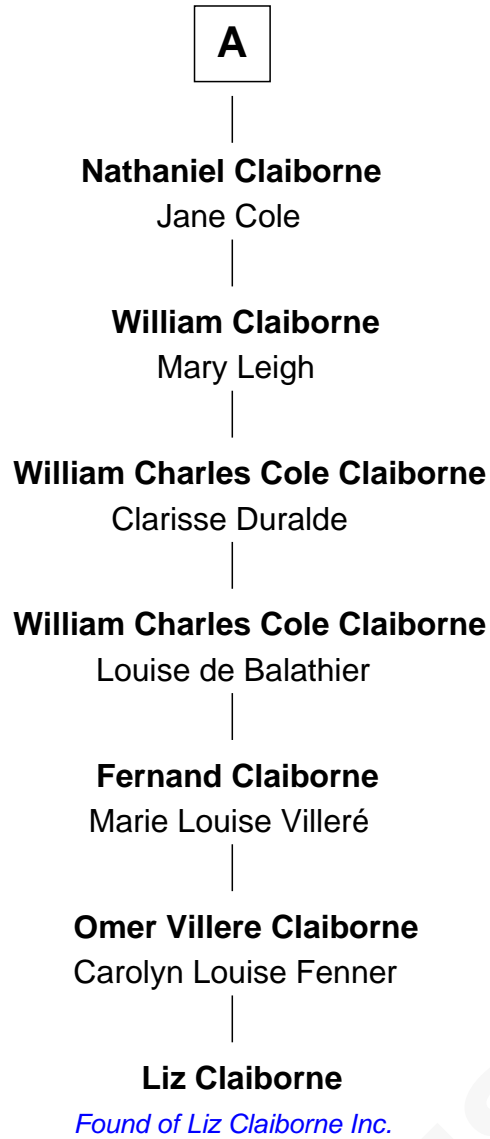 A
Nathaniel Claiborne
Jane Cole
William Claiborne
Mary Leigh
William Charles Cole Claiborne
Clarisse Duralde
William Charles Cole Claiborne
Louise de Balathier
Fernand Claiborne
Marie Louise Villeré
Omer Villere Claiborne
Carolyn Louise Fenner
Liz Claiborne
Found of Liz Claiborne Inc.